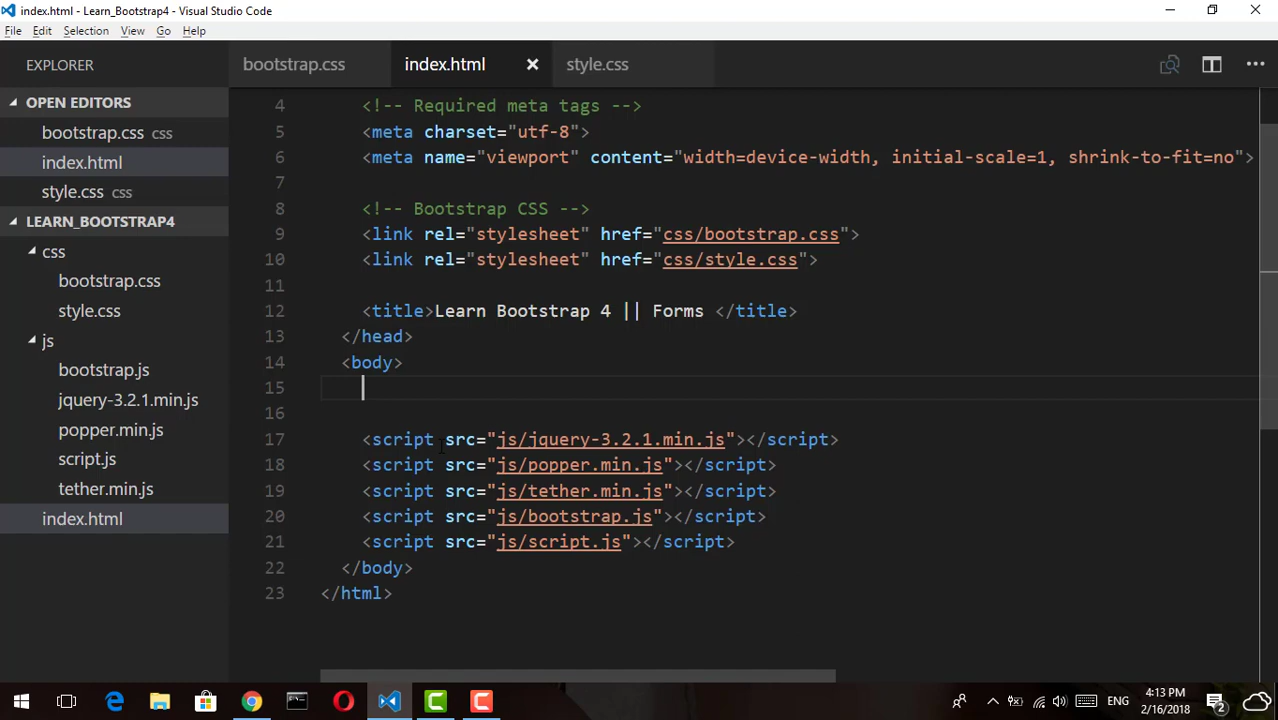 index.html - Learn_Bootstrap4 - Visual Studio Code
File Edit Selection View Go Help
EXPLORER
bootstrap.css index.html style.css
OPEN EDITORS
bootstrap.css css
index.html
style.css css
LEARN_BOOTSTRAP4
css
bootstrap.css
style.css
js
bootstrap.js
jquery-3.2.1.min.js
popper.min.js
script.js
tether.min.js
index.html
4 <!-- Required meta tags -->
5 <meta charset="utf-8">
6 <meta name="viewport" content="width=device-width, initial-scale=1, shrink-to-fit=no">
7
8 <!-- Bootstrap CSS -->
9 <link rel="stylesheet" href="css/bootstrap.css">
10 <link rel="stylesheet" href="css/style.css">
11
12 <title>Learn Bootstrap 4 || Forms </title>
13 </head>
14 <body>
15
16
17 <script src="js/jquery-3.2.1.min.js"></script>
18 <script src="js/popper.min.js"></script>
19 <script src="js/tether.min.js"></script>
20 <script src="js/bootstrap.js"></script>
21 <script src="js/script.js"></script>
22 </body>
23 </html>
ENG
4:13 PM
2/16/2018
2